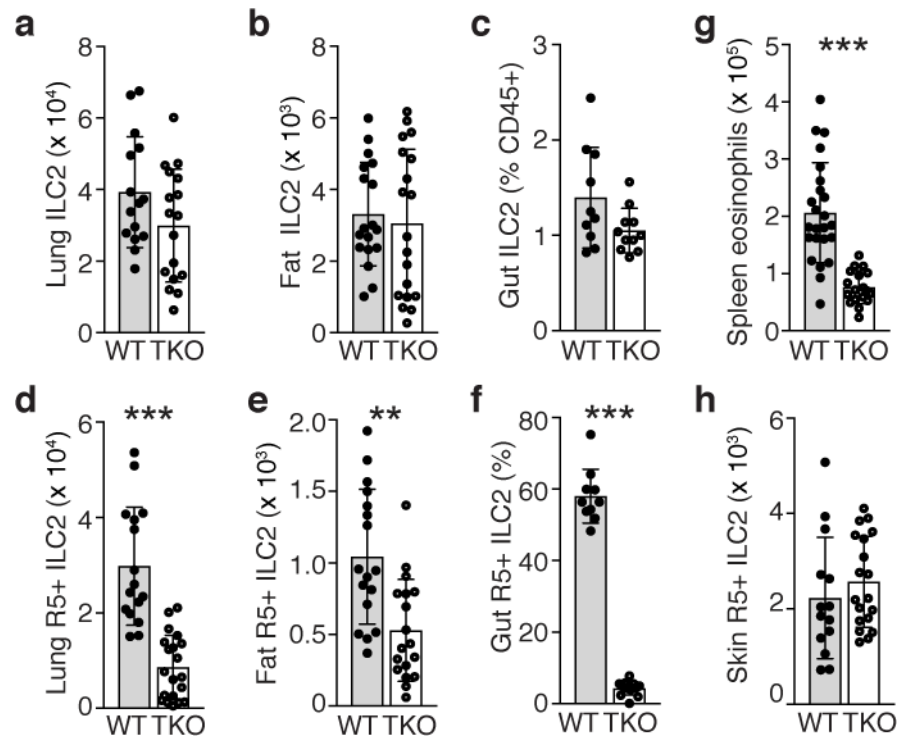 a
Lung ILC2 (x 10⁴)
8
6
4
2
0
WT TKO
b
Fat ILC2 (x 10³)
8
6
4
2
0
WT TKO
c
Gut ILC2 (% CD45+)
3
2
1
0
WT TKO
g
Spleen eosinophils (x 10⁵)
***
5
4
3
2
1
0
WT TKO
d
Lung R5+ ILC2 (x 10⁴)
***
6
4
2
0
WT TKO
e
Fat R5+ ILC2 (x 10³)
**
2.0
1.5
1.0
0.5
0
WT TKO
f
Gut R5+ ILC2 (%)
***
80
60
40
20
0
WT TKO
h
Skin R5+ ILC2 (x 10³)
6
4
2
0
WT TKO